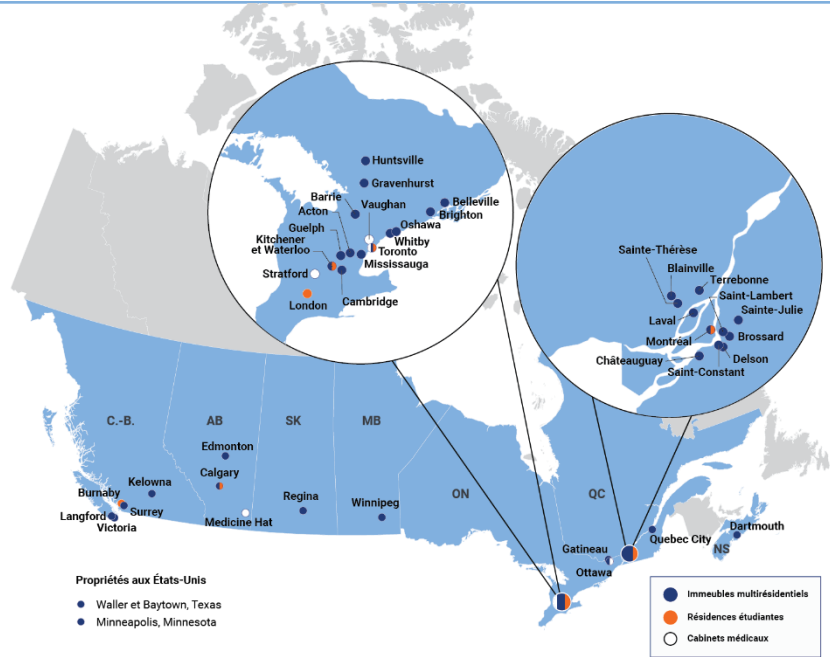 Huntsville
Gravenhurst
Barrie
Vaughan
Belleville
Acton
Brighton
Guelph
Oshawa
Kitchener
et Waterloo
Whitby
Toronto
Mississauga
Stratford
London
Cambridge
Sainte-Thérèse
Blainville
Terrebonne
Saint-Lambert
Sainte-Julie
Laval
Montréal
Brossard
Châteauguay
Delson
Saint-Constant
C.-B.
AB
SK
MB
ON
QC
NS
Edmonton
Calgary
Kelowna
Burnaby
Surrey
Langford
Victoria
Medicine Hat
Regina
Winnipeg
Gatineau
Ottawa
Quebec City
Dartmouth
Propriétés aux États-Unis
Waller et Baytown, Texas
Minneapolis, Minnesota
Immeubles multirésidentiels
Résidences étudiantes
Cabinets médicaux